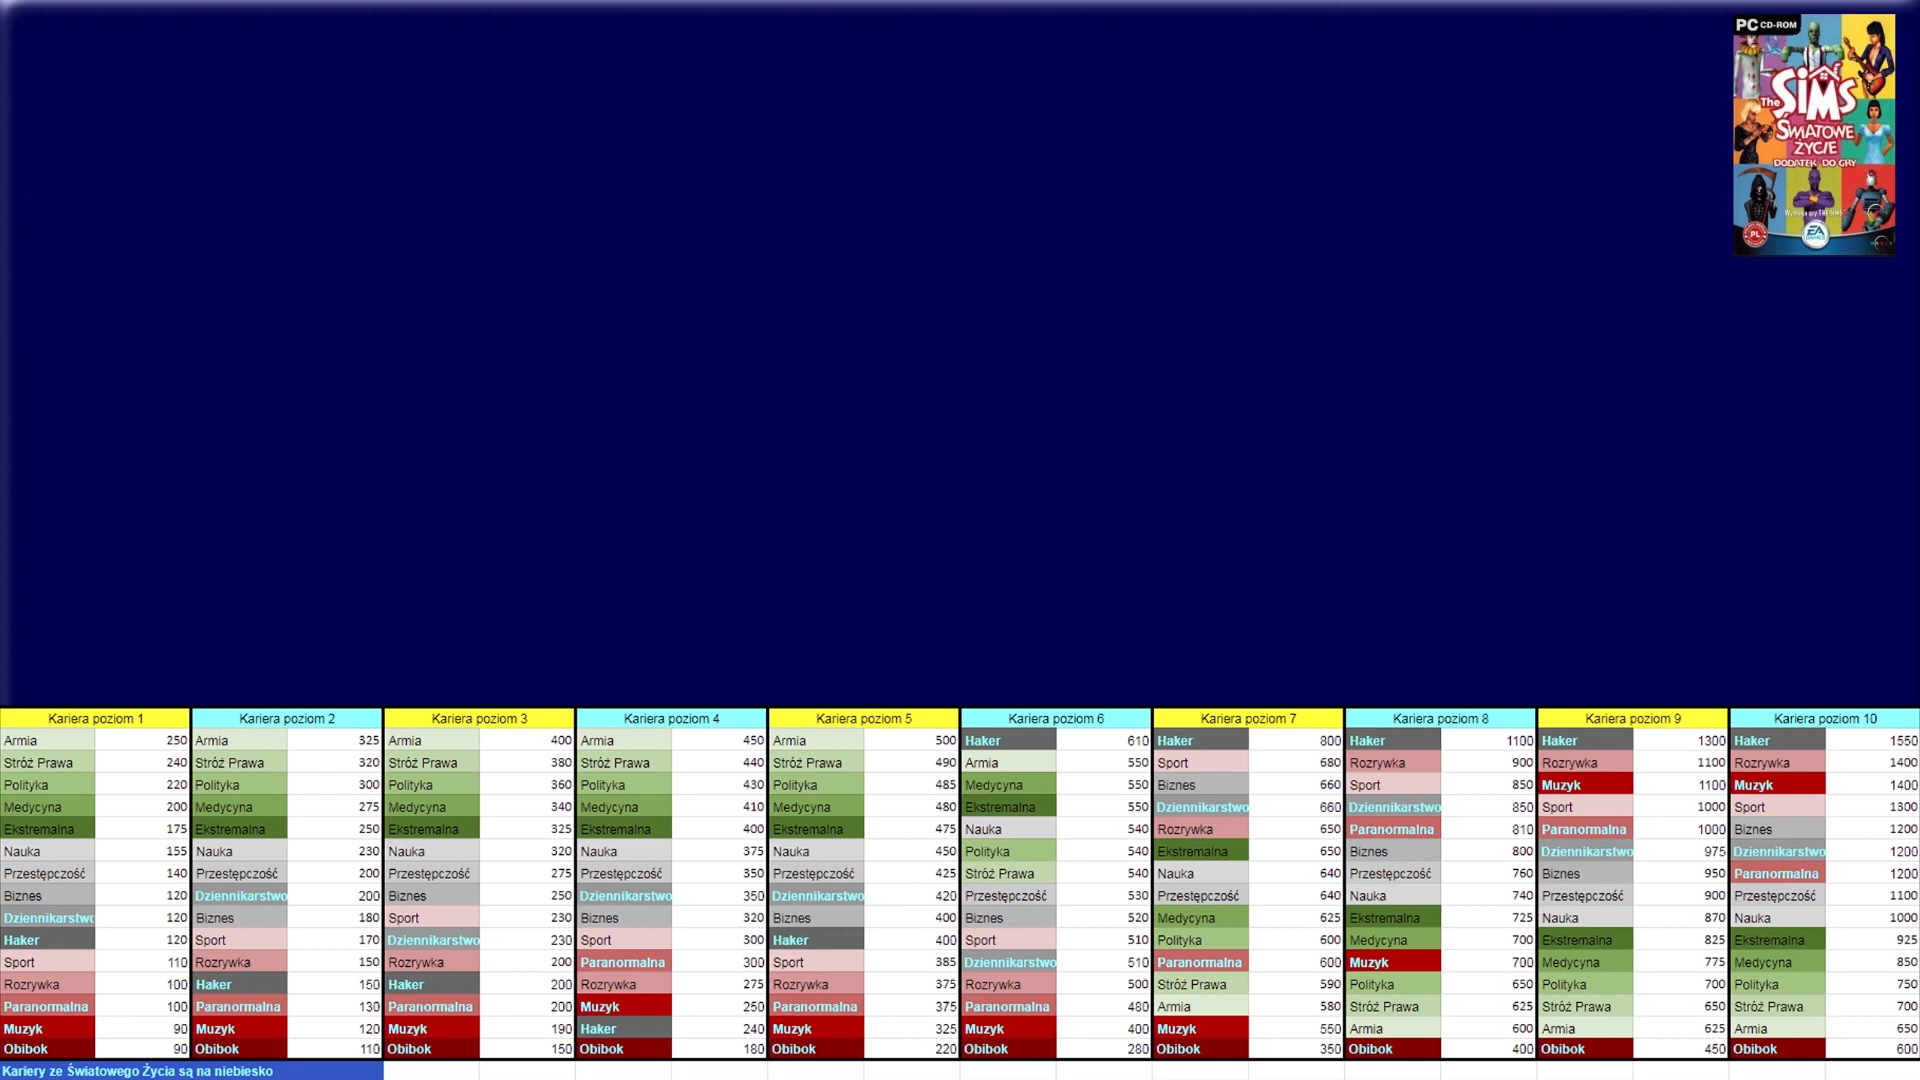 PC CD-ROM
The SiMS
ŚWIATOWE
ŻYCIE
DODATEK DO GRY
Wymaga gry THE SIMS
PL
EA
GAMES
Kariera poziom 1 Kariera poziom 2 Kariera poziom 3 Kariera poziom 4 Kariera poziom 5 Kariera poziom 6 Kariera poziom 7 Kariera poziom 8 Kariera poziom 9 Kariera poziom 10
Armia 250 Armia 325 Armia 400 Armia 450 Armia 500 Haker 610 Haker 800 Haker 1100 Haker 1300 Haker 1550
Stróż Prawa 240 Stróż Prawa 320 Stróż Prawa 380 Stróż Prawa 440 Stróż Prawa 490 Armia 550 Sport 680 Rozrywka 900 Rozrywka 1100 Rozrywka 1400
Polityka 220 Polityka 300 Polityka 360 Polityka 430 Polityka 485 Medycyna 550 Biznes 660 Sport 850 Muzyk 1100 Muzyk 1400
Medycyna 200 Medycyna 275 Medycyna 340 Medycyna 410 Medycyna 480 Ekstremalna 550 Dziennikarstwo 660 Dziennikarstwo 850 Sport 1000 Sport 1300
Ekstremalna 175 Ekstremalna 250 Ekstremalna 325 Ekstremalna 400 Ekstremalna 475 Nauka 540 Rozrywka 650 Paranormalna 810 Paranormalna 1000 Biznes 1200
Nauka 155 Nauka 230 Nauka 320 Nauka 375 Nauka 450 Polityka 540 Ekstremalna 650 Biznes 800 Dziennikarstwo 975 Dziennikarstwo 1200
Przestępczość 140 Przestępczość 200 Przestępczość 275 Przestępczość 350 Przestępczość 425 Stróż Prawa 540 Nauka 640 Przestępczość 760 Biznes 950 Paranormalna 1200
Biznes 120 Dziennikarstwo 200 Biznes 250 Dziennikarstwo 350 Dziennikarstwo 420 Przestępczość 530 Przestępczość 640 Nauka 740 Przestępczość 900 Przestępczość 1100
Dziennikarstwo 120 Biznes 180 Sport 230 Biznes 320 Biznes 400 Biznes 520 Medycyna 625 Ekstremalna 725 Nauka 870 Nauka 1000
Haker 120 Sport 170 Dziennikarstwo 230 Sport 300 Haker 400 Sport 510 Polityka 600 Medycyna 700 Ekstremalna 825 Ekstremalna 925
Sport 110 Rozrywka 150 Rozrywka 200 Paranormalna 300 Sport 385 Dziennikarstwo 510 Paranormalna 600 Muzyk 700 Medycyna 775 Medycyna 850
Rozrywka 100 Haker 150 Haker 200 Rozrywka 275 Rozrywka 375 Rozrywka 500 Stróż Prawa 590 Polityka 650 Polityka 700 Polityka 750
Paranormalna 100 Paranormalna 130 Paranormalna 200 Muzyk 250 Paranormalna 375 Paranormalna 480 Armia 580 Stróż Prawa 625 Stróż Prawa 650 Stróż Prawa 700
Muzyk 90 Muzyk 120 Muzyk 190 Haker 240 Muzyk 325 Muzyk 400 Muzyk 550 Armia 600 Armia 625 Armia 650
Obibok 90 Obibok 110 Obibok 150 Obibok 180 Obibok 220 Obibok 280 Obibok 350 Obibok 400 Obibok 450 Obibok 600
Kariery ze Światowego Życia są na niebiesko